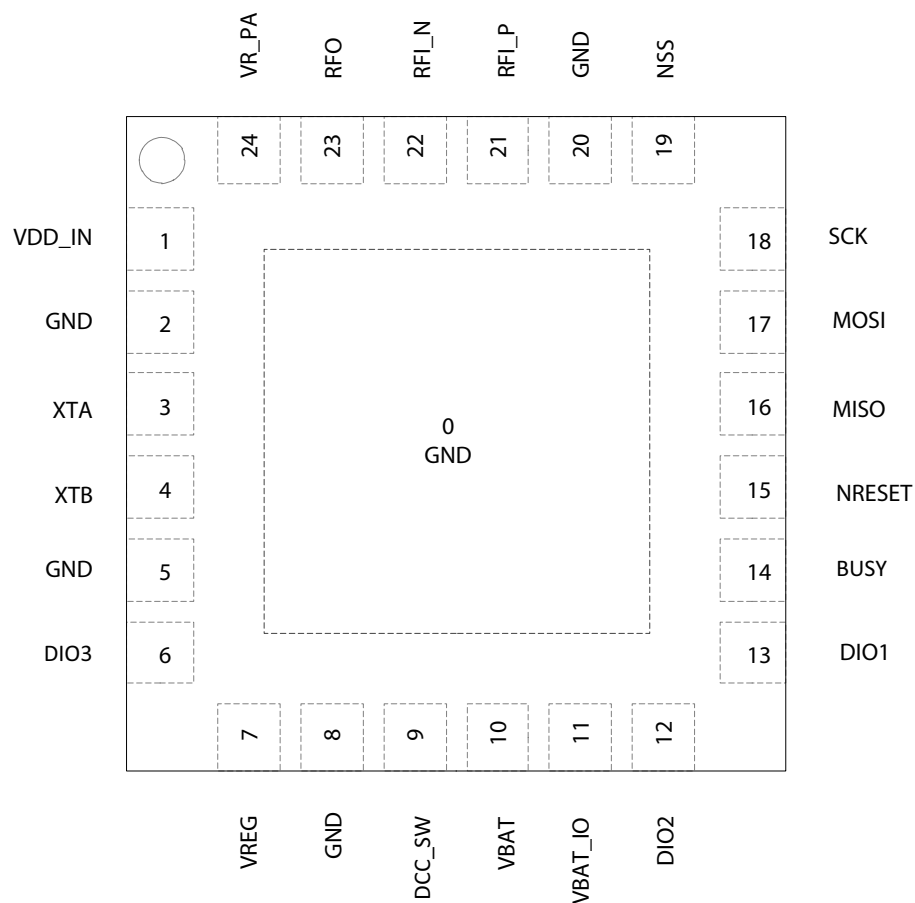 VR_PA
RFO
RFI_N
RFI_P
GND
NSS
24
23
22
21
20
19
VDD_IN
1
18
SCK
GND
2
17
MOSI
XTA
3
16
MISO
0
GND
XTB
4
15
NRESET
GND
5
14
BUSY
DIO3
6
13
DIO1
7
8
9
10
11
12
VREG
GND
DCC_SW
VBAT
VBAT_IO
DIO2